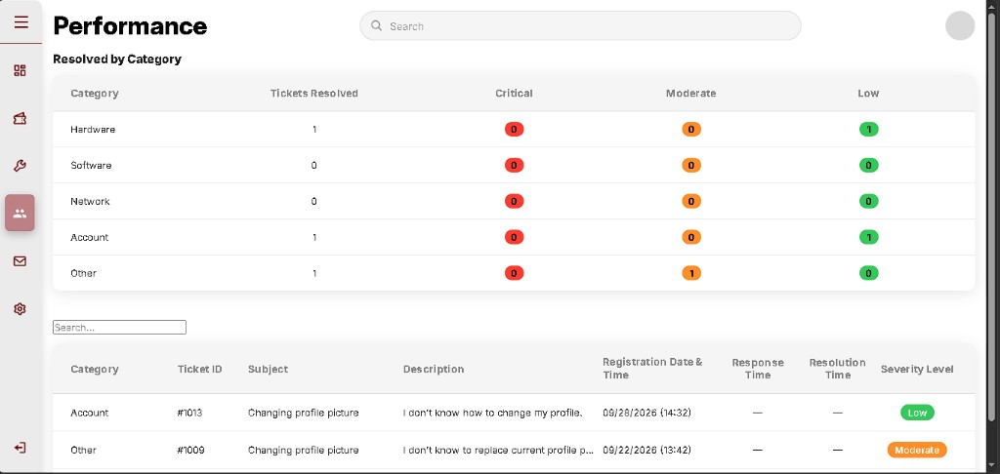 Performance
Search
Resolved by Category
Category Tickets Resolved Critical Moderate Low
Hardware 1 0 0 1
Software 0 0 0 0
Network 0 0 0 0
Account 1 0 0 1
Other 1 0 1 0
Search...
Category Ticket ID Subject Description Registration Date & Time Response Time Resolution Time Severity Level
Account #1013 Changing profile picture I don't know how to change my profile. 09/28/2026 (14:32) — — Low
Other #1009 Changing profile picture I don't know to replace current profile p... 09/22/2026 (13:42) — — Moderate